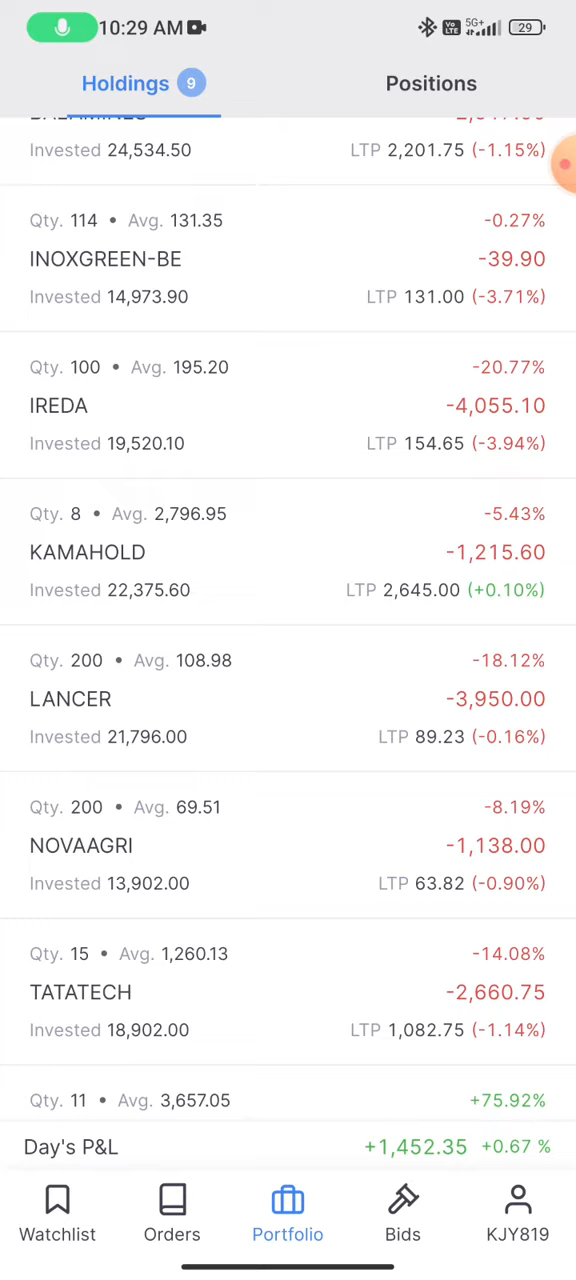 10:29 AM
Vo LTE 5G+ 29
Holdings 9 Positions
Invested 24,534.50 LTP 2,201.75 (-1.15%)
Qty. 114 • Avg. 131.35 -0.27%
INOXGREEN-BE -39.90
Invested 14,973.90 LTP 131.00 (-3.71%)
Qty. 100 • Avg. 195.20 -20.77%
IREDA -4,055.10
Invested 19,520.10 LTP 154.65 (-3.94%)
Qty. 8 • Avg. 2,796.95 -5.43%
KAMAHOLD -1,215.60
Invested 22,375.60 LTP 2,645.00 (+0.10%)
Qty. 200 • Avg. 108.98 -18.12%
LANCER -3,950.00
Invested 21,796.00 LTP 89.23 (-0.16%)
Qty. 200 • Avg. 69.51 -8.19%
NOVAAGRI -1,138.00
Invested 13,902.00 LTP 63.82 (-0.90%)
Qty. 15 • Avg. 1,260.13 -14.08%
TATATECH -2,660.75
Invested 18,902.00 LTP 1,082.75 (-1.14%)
Qty. 11 • Avg. 3,657.05 +75.92%
Day's P&L +1,452.35 +0.67 %
Watchlist Orders Portfolio Bids KJY819